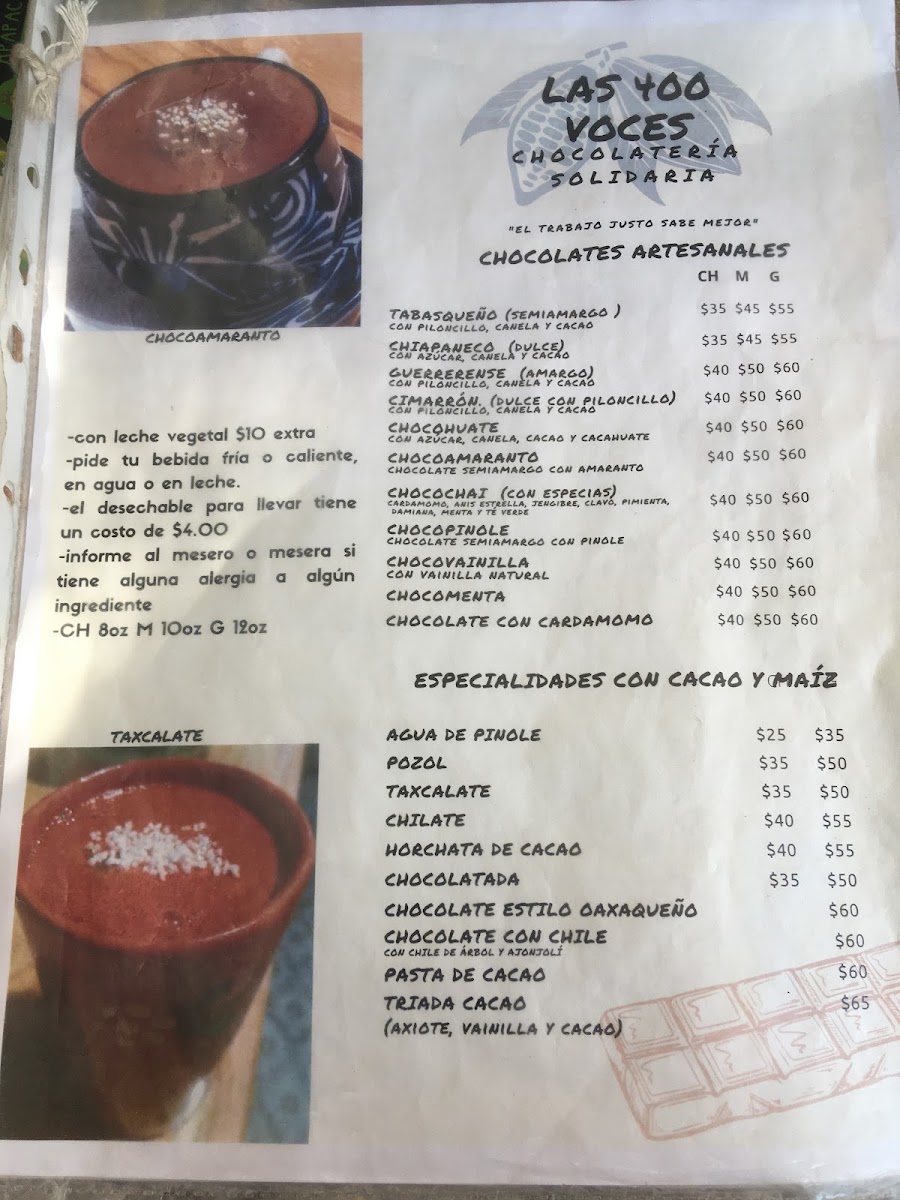 LAS 400
VOCES
CHOCOLATERÍA
SOLIDARIA
"EL TRABAJO JUSTO SABE MEJOR"
CHOCOLATES ARTESANALES
CH M G
TABASQUEÑO (SEMIAMARGO ) $35 $45 $55
CON PILONCILLO, CANELA Y CACAO
CHIAPANECO (DULCE) $35 $45 $55
CON AZÚCAR, CANELA Y CACAO
GUERRERENSE (AMARGO) $40 $50 $60
CON PILONCILLO, CANELA Y CACAO
CIMARRÓN. (DULCE CON PILONCILLO) $40 $50 $60
CON PILONCILLO, CANELA Y CACAO
CHOCOHUATE $40 $50 $60
CON AZÚCAR, CANELA, CACAO Y CACAHUATE
CHOCOAMARANTO $40 $50 $60
CHOCOLATE SEMIAMARGO CON AMARANTO
CHOCOCHAI (CON ESPECIAS) $40 $50 $60
CARDAMOMO, ANIS ESTRELLA, JENGIBRE, CLAVO, PIMIENTA,
DAMIANA, MENTA Y TÉ VERDE
CHOCOPINOLE $40 $50 $60
CHOCOLATE SEMIAMARGO CON PINOLE
CHOCOVAINILLA $40 $50 $60
CON VAINILLA NATURAL
CHOCOMENTA $40 $50 $60
CHOCOLATE CON CARDAMOMO $40 $50 $60
CHOCOAMARANTO
-con leche vegetal $10 extra
-pide tu bebida fría o caliente,
en agua o en leche.
-el desechable para llevar tiene
un costo de $4.00
-informe al mesero o mesera si
tiene alguna alergia a algún
ingrediente
-CH 8oz M 10oz G 12oz
TAXCALATE
ESPECIALIDADES CON CACAO Y MAÍZ
AGUA DE PINOLE $25 $35
POZOL $35 $50
TAXCALATE $35 $50
CHILATE $40 $55
HORCHATA DE CACAO $40 $55
CHOCOLATADA $35 $50
CHOCOLATE ESTILO OAXAQUEÑO $60
CHOCOLATE CON CHILE $60
CON CHILE DE ÁRBOL Y AJONJOLÍ
PASTA DE CACAO $60
TRIADA CACAO $65
(AXIOTE, VAINILLA Y CACAO)